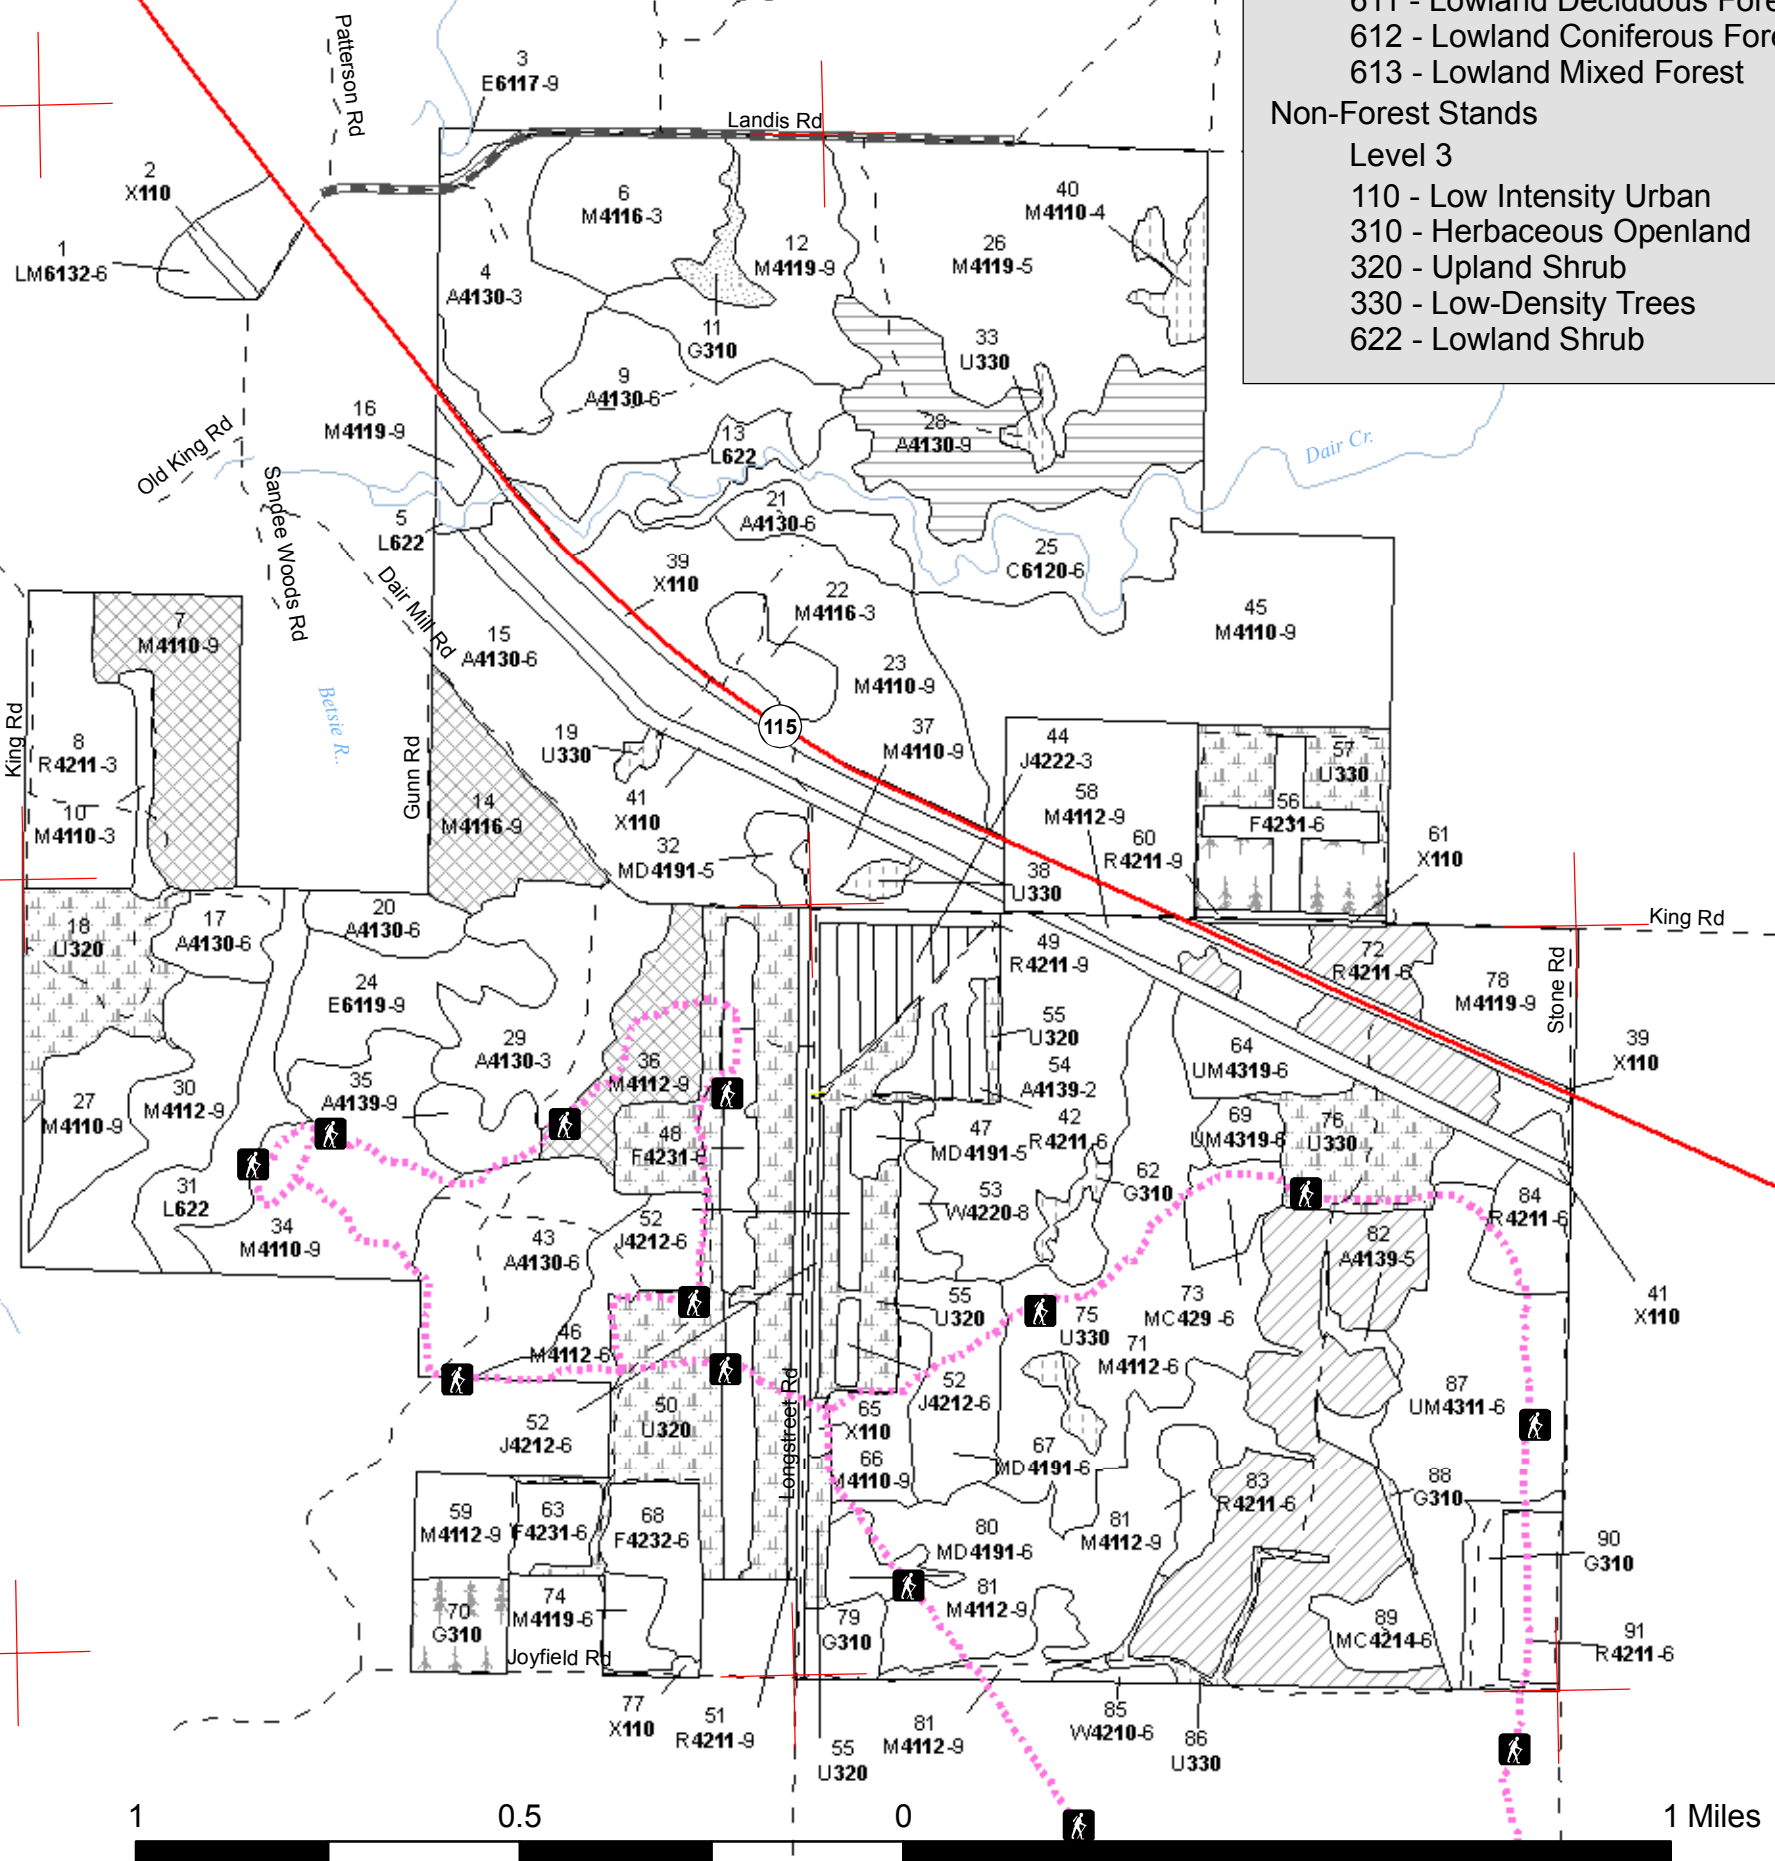 611 - Lowland Deciduous
612 - Lowland Coniferous
613 - Lowland Mixed Forest
Non-Forest Stands
Level 3
110 - Low Intensity Urban
310 - Herbaceous Openland
320 - Upland Shrub
330 - Low-Density Trees
622 - Lowland Shrub
Patterson Rd
3
E6117-9
Landis Rd
2
X110
1
LM6132-6
6
M4116-3
40
M4110-4
12
M4119-9
26
M4119-5
4
A4130-3
11
G310
33
U330
9
A4130-6
16
M4119-9
13
L622
28
A4130-9
Dair Cr.
Old King Rd
Sandee Woods Rd
5
L622
21
A4130-6
25
C6120-6
39
X110
22
M4116-3
45
M4110-9
Dair Mill Rd
7
M4110-9
15
A4130-6
23
M4110-9
Betsie R..
King Rd
8
R4211-3
10
M4110-3
Gunn Rd
19
U330
115
37
M4110-9
44
J4222-3
57
U330
14
M4116-9
41
X110
58
M4112-9
56
F4231-6
32
MD4191-5
60
R4211-9
61
X110
38
U330
King Rd
18
U320
17
A4130-6
20
A4130-6
49
R4211-9
72
R4211-6
78
M4119-9
Stone Rd
24
E6119-9
55
U320
29
A4130-3
64
UM4319-6
39
X110
36
M4112-9
54
A4139-2
35
A4139-9
30
M4112-9
27
M4110-9
48
F4231-6
47
MD4191-5
42
R4211-6
69
UM4319-6
76
U330
31
L622
62
G310
53
W4220-8
84
R4211-6
34
M4110-9
43
A4130-6
52
J4212-6
82
A4139-5
55
U320
75
U330
73
MC429 -6
41
X110
46
M4112-6
71
M4112-6
52
J4212-6
87
UM4311-6
Longstreet Rd
50
U320
65
X110
52
J4212-6
66
M4110-9
67
MD4191-6
83
R4211-6
88
G310
59
M4112-9
63
F4231-6
68
F4232-6
80
MD4191-6
81
M4112-9
90
G310
70
G310
74
M4119-6
81
M4112-9
79
G310
89
MC4214-6
91
R4211-6
Joyfield Rd
77
X110
51
R4211-9
55
U320
81
M4112-9
85
W4210-6
86
U330
1 0.5 0 1 Miles